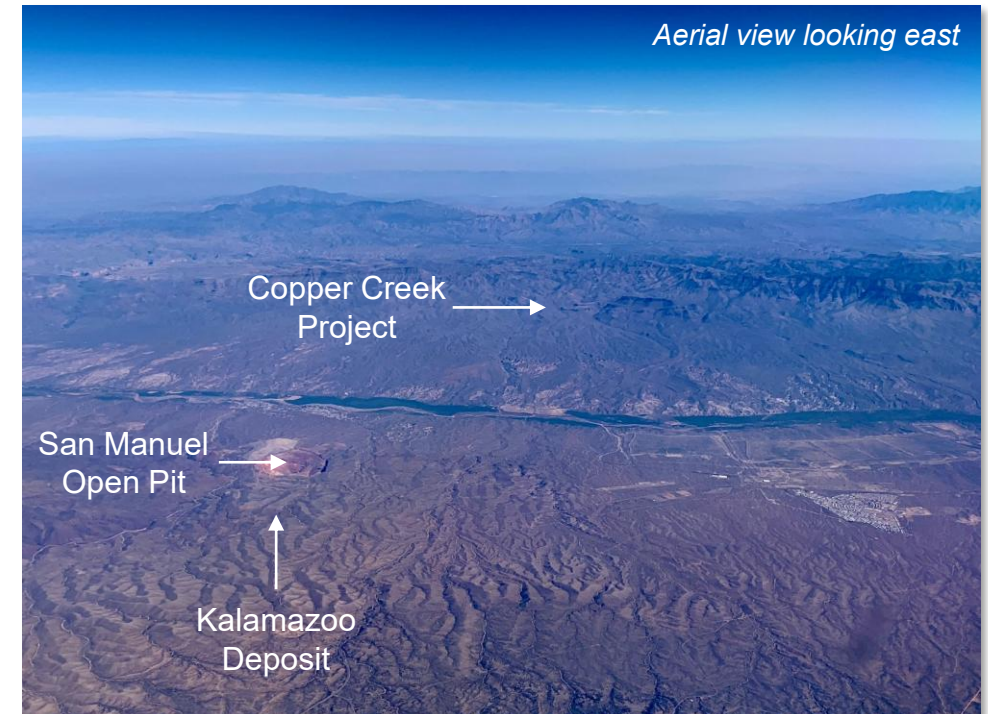 Aerial view looking east
Copper Creek
Project
San Manuel
Open Pit
Kalamazoo
Deposit